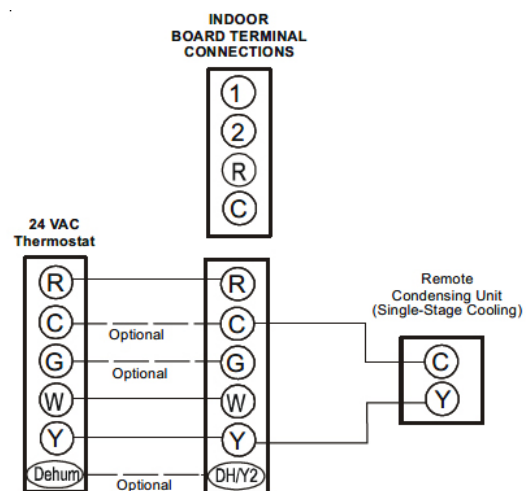 INDOOR
BOARD TERMINAL
CONNECTIONS
1
2
R
C
24 VAC
Thermostat
R
C
G
W
Y
Dehum
Optional
Optional
Optional
R
C
G
W
Y
DH/Y2
Remote
Condensing Unit
(Single-Stage Cooling)
C
Y